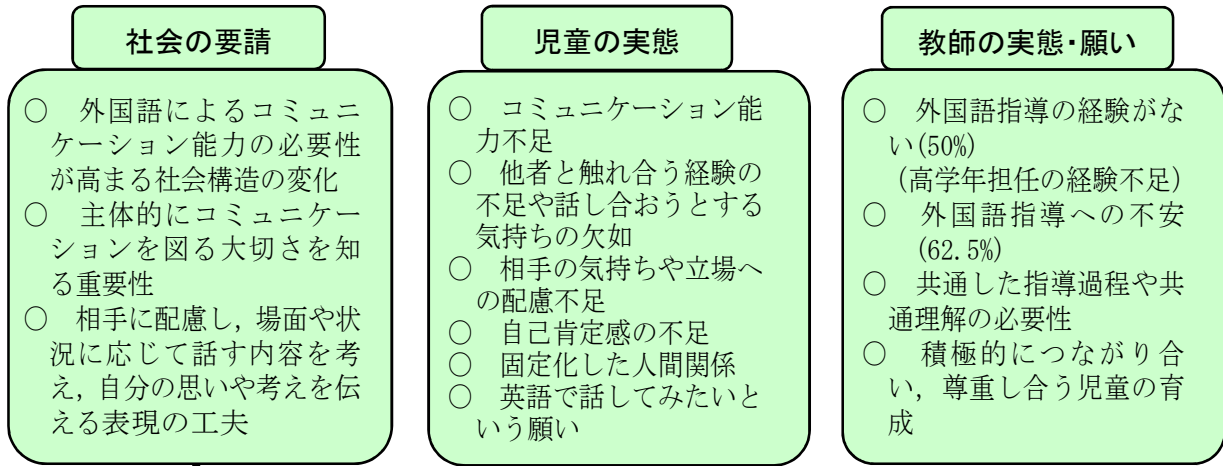 社会の要請
○　外国語によるコミュニ
ケーション能力の必要性
が高まる社会構造の変化
○　主体的にコミュニケー
ションを図る大切さを知
る重要性
○　相手に配慮し，場面や状
況に応じて話す内容を考
え，自分の思いや考えを伝
える表現の工夫
児童の実態
○　コミュニケーション能
力不足
○　他者と触れ合う経験の
不足や話し合おうとする
気持ちの欠如
○　相手の気持ちや立場へ
の配慮不足
○　自己肯定感の不足
○　固定化した人間関係
○　英語で話してみたいと
いう願い
教師の実態・願い
○　外国語指導の経験がな
い(50%)
（高学年担任の経験不足）
○　外国語指導への不安
(62.5%)
○　共通した指導過程や共
通理解の必要性
○　積極的につながり合
い，尊重し合う児童の育
成